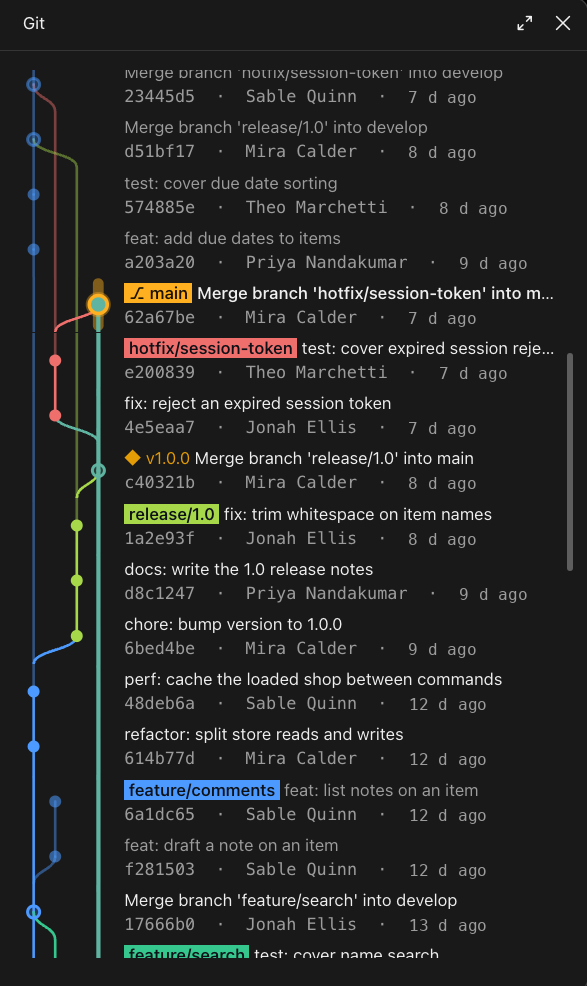 Git
Merge branch 'hotfix/session-token' into develop
23445d5 · Sable Quinn · 7 d ago
Merge branch 'release/1.0' into develop
d51bf17 · Mira Calder · 8 d ago
test: cover due date sorting
574885e · Theo Marchetti · 8 d ago
feat: add due dates to items
a203a20 · Priya Nandakumar · 9 d ago
main Merge branch 'hotfix/session-token' into m...
62a67be · Mira Calder · 7 d ago
hotfix/session-token test: cover expired session reje...
e200839 · Theo Marchetti · 7 d ago
fix: reject an expired session token
4e5eaa7 · Jonah Ellis · 7 d ago
v1.0.0 Merge branch 'release/1.0' into main
c40321b · Mira Calder · 8 d ago
release/1.0 fix: trim whitespace on item names
1a2e93f · Jonah Ellis · 8 d ago
docs: write the 1.0 release notes
d8c1247 · Priya Nandakumar · 9 d ago
chore: bump version to 1.0.0
6bed4be · Mira Calder · 9 d ago
perf: cache the loaded shop between commands
48deb6a · Sable Quinn · 12 d ago
refactor: split store reads and writes
614b77d · Mira Calder · 12 d ago
feature/comments feat: list notes on an item
6a1dc65 · Sable Quinn · 12 d ago
feat: draft a note on an item
f281503 · Sable Quinn · 12 d ago
Merge branch 'feature/search' into develop
17666b0 · Jonah Ellis · 13 d ago
feature/search test: cover name search